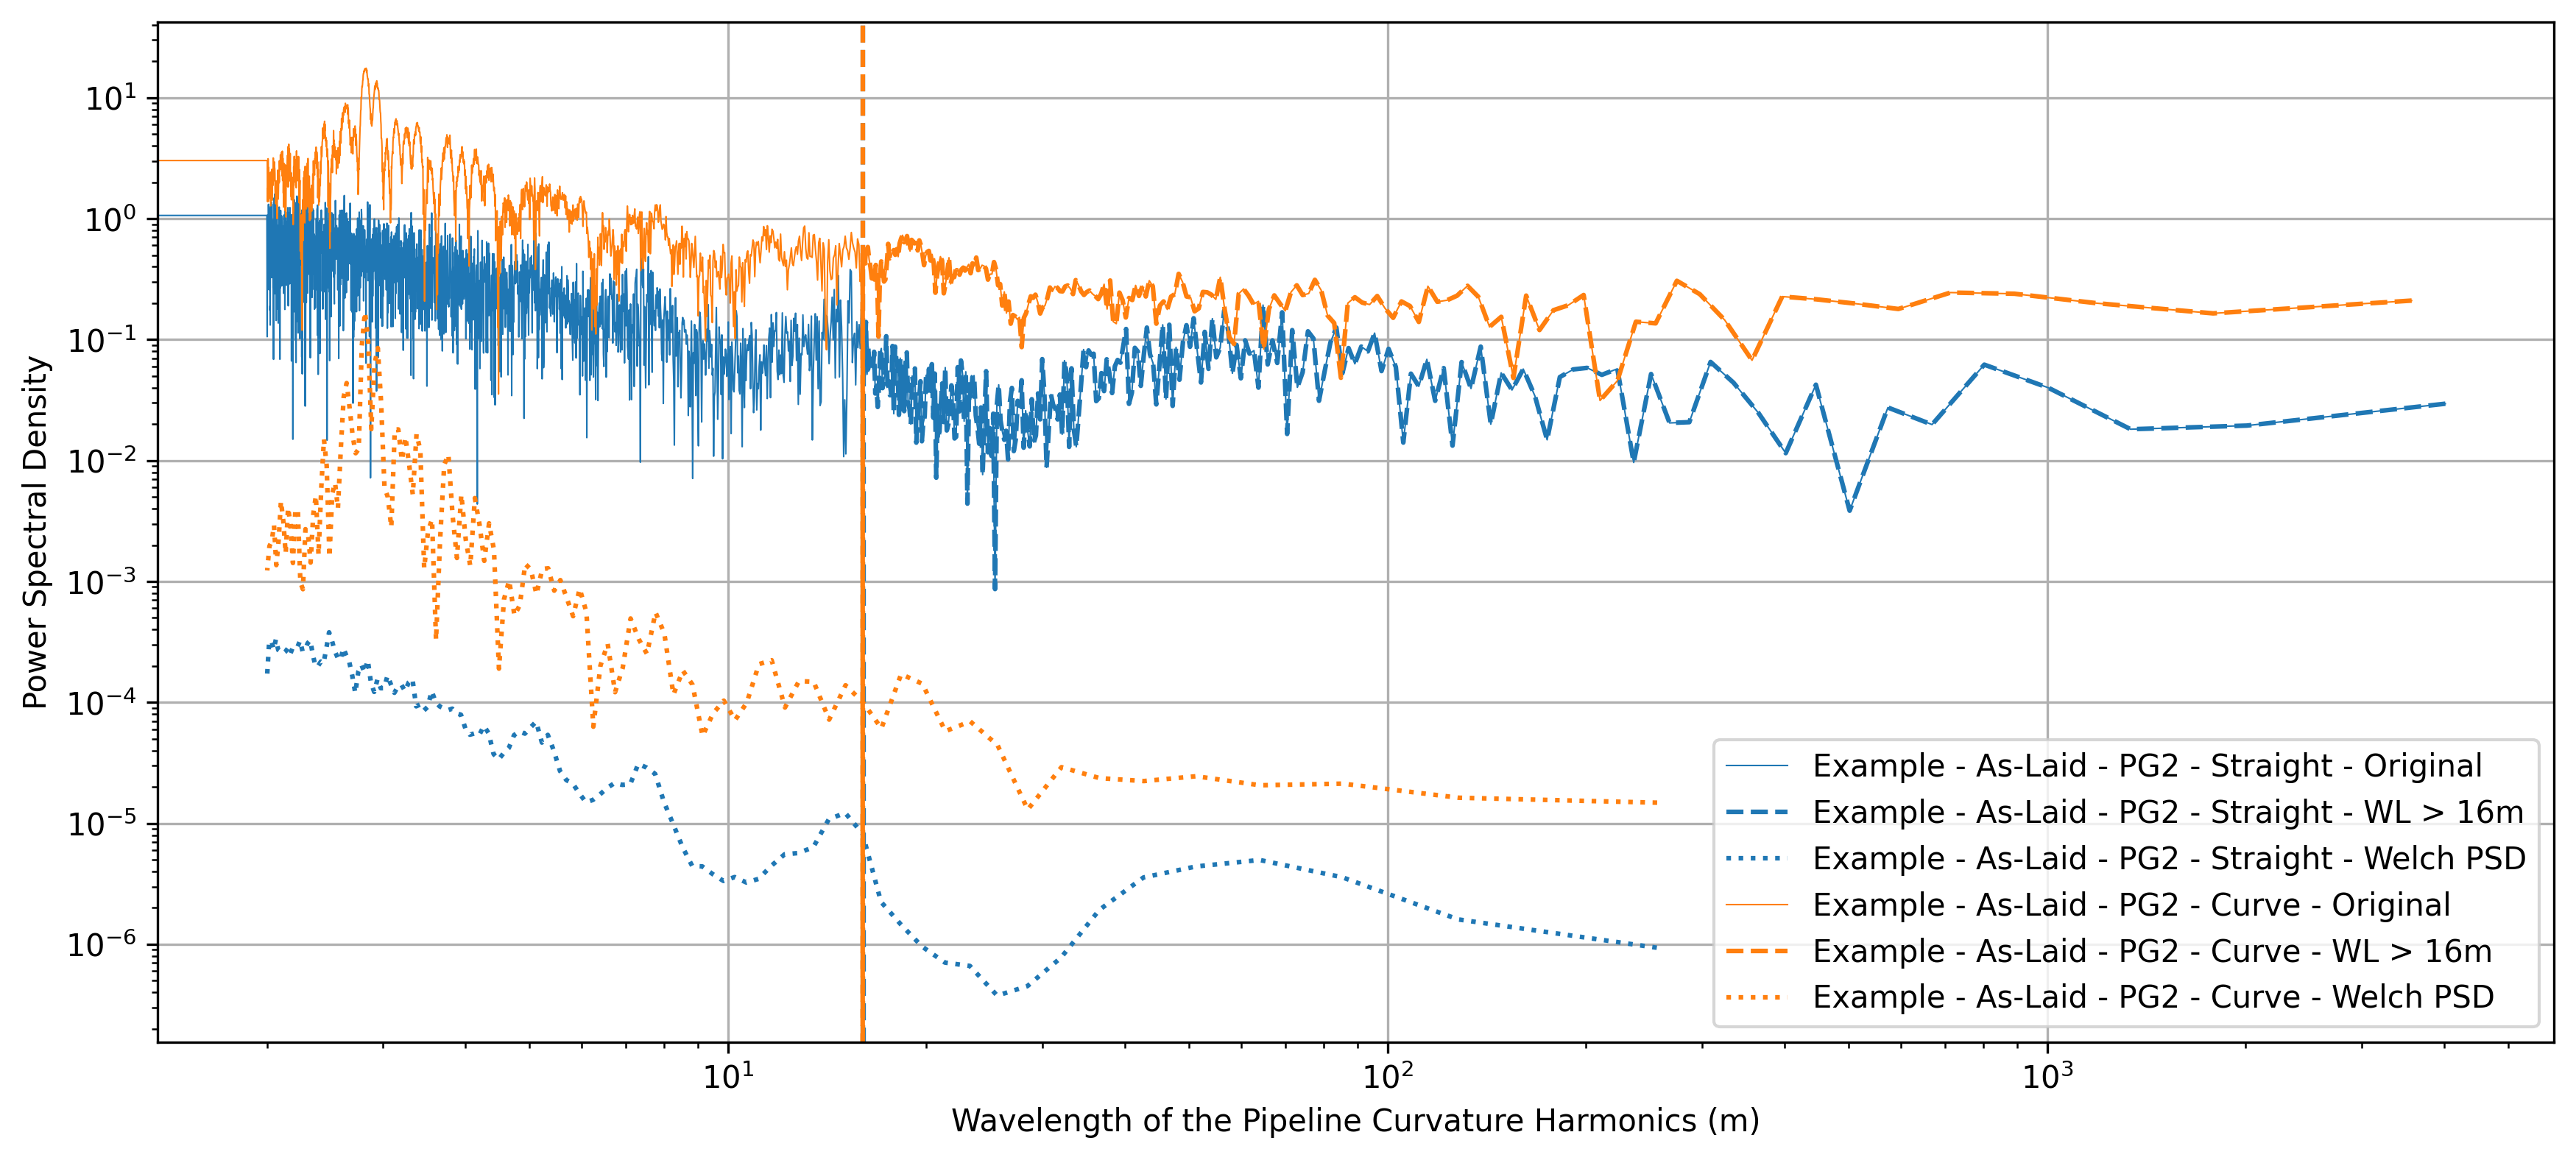 Power Spectral Density
10¹
10⁰
10⁻¹
10⁻²
10⁻³
10⁻⁴
10⁻⁵
10⁻⁶
Example - As-Laid - PG2 - Straight - Original
Example - As-Laid - PG2 - Straight - WL > 16m
Example - As-Laid - PG2 - Straight - Welch PSD
Example - As-Laid - PG2 - Curve - Original
Example - As-Laid - PG2 - Curve - WL > 16m
Example - As-Laid - PG2 - Curve - Welch PSD
10¹ 10² 10³
Wavelength of the Pipeline Curvature Harmonics (m)